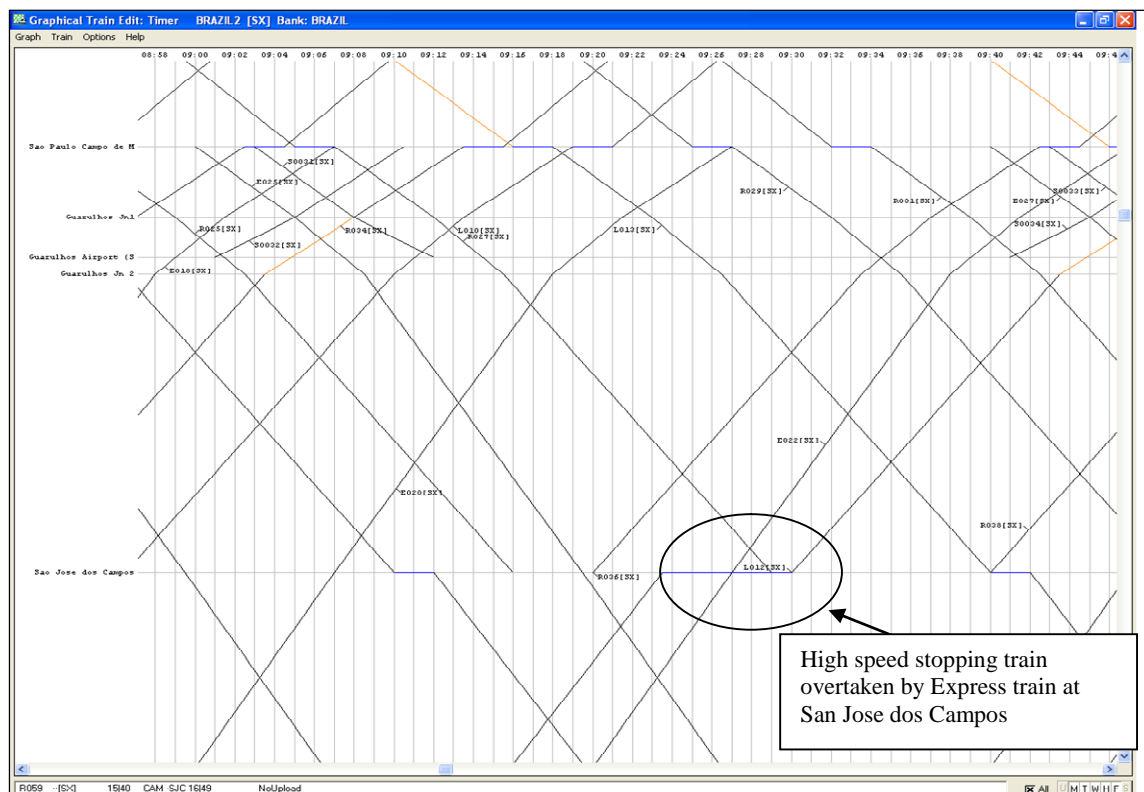 Graphical Train Edit: Timer BRAZIL2 [SX] Bank: BRAZIL
Graph Train Options Help
08:58 09:00 09:02 09:04 09:06 09:08 09:10 09:12 09:14 09:16 09:18 09:20 09:22 09:24 09:26 09:28 09:30 09:32 09:34 09:36 09:38 09:40 09:42 09:44 09:4
Sao Paulo Campo de M
S0031[SX]
E025[SX]
R029[SX]
R001[SX]
E027[SX]
S0033[SX]
Guarulhos Jn1
R025[SX]
S0032[SX]
R034[SX]
L010[SX]
R027[SX]
L013[SX]
S0034[SX]
Guarulhos Airport (S
E018[SX]
Guarulhos Jn 2
E022[SX]
E020[SX]
R038[SX]
Sao Jose dos Campos
R036[SX]
L012[SX]
High speed stopping train
overtaken by Express train at
San Jose dos Campos
R059 --[SX] 15|40 CAM -SJC 16|49 NoUpload All U M T W H F S